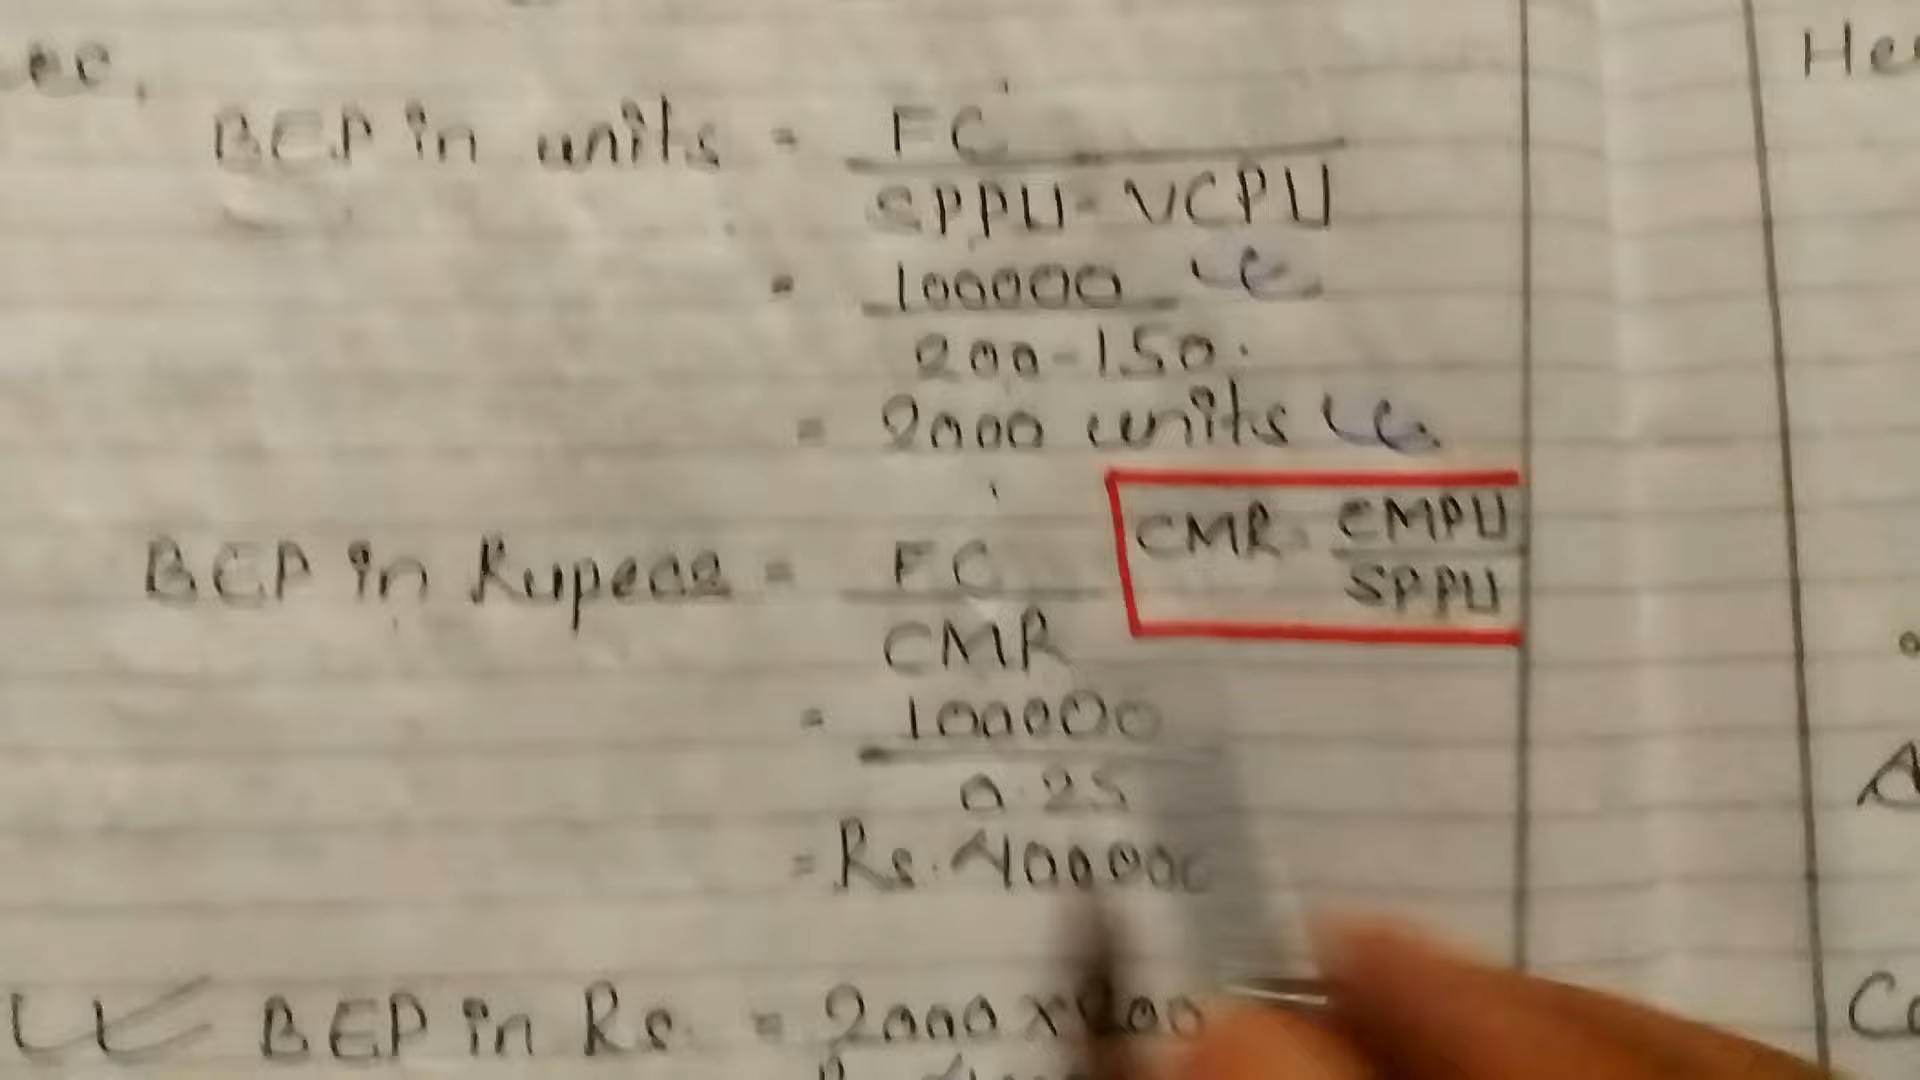 BEP in units = FC
SPPU - VCPU
= 100000
200-150.
= 2000 units
CMR = CMPU
SPPU
BEP in Rupees = FC
CMR
= 100000
0.25
= Rs. 400000
BEP in Rs. = 2000 x 200